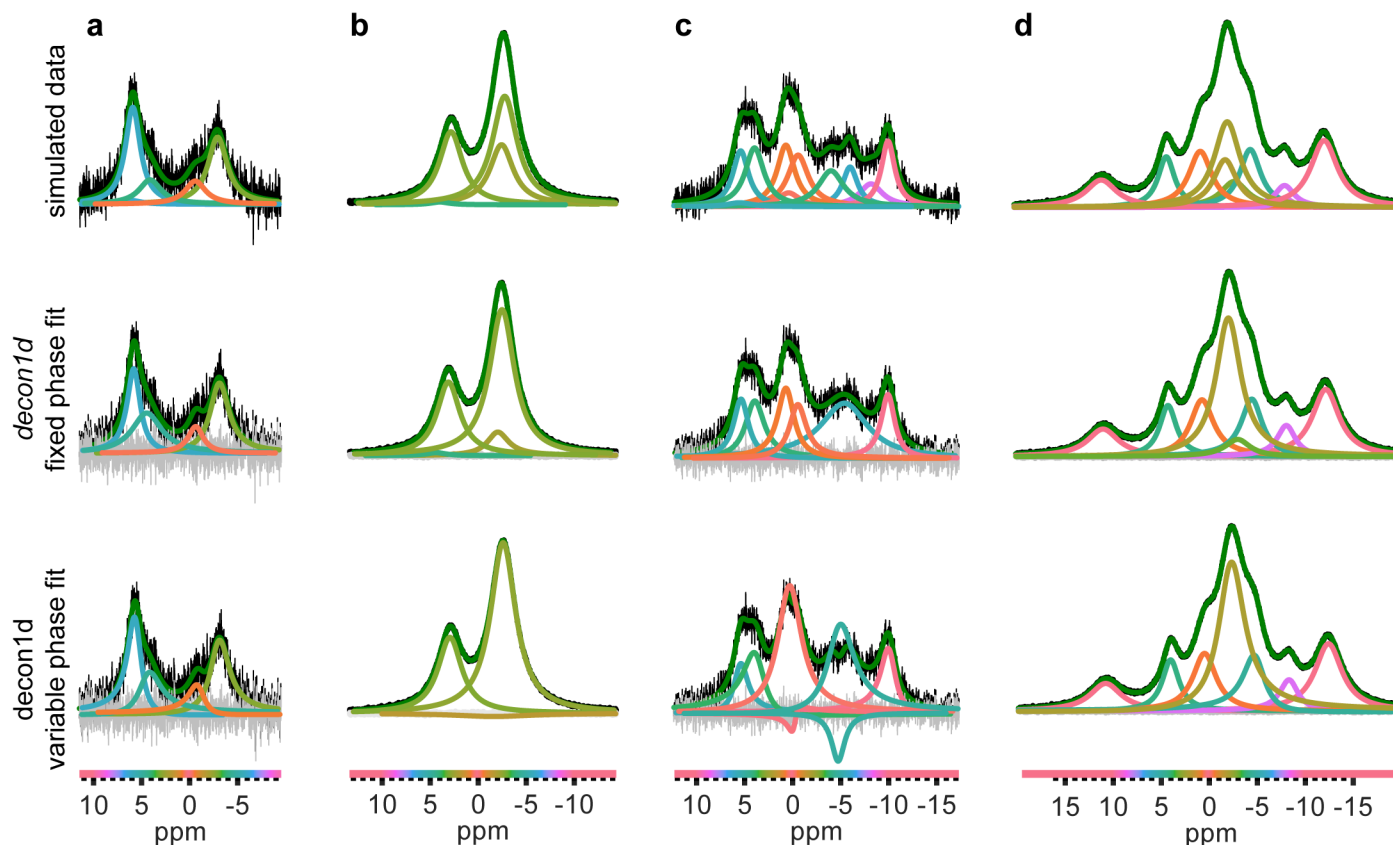 a b c d
simulated data
decon1d
fixed phase fit
decon1d
variable phase fit
10 5 0 -5
10 5 0 -5 -10
10 5 0 -5 -10 -15
15 10 5 0 -5 -10 -15
ppm ppm ppm ppm